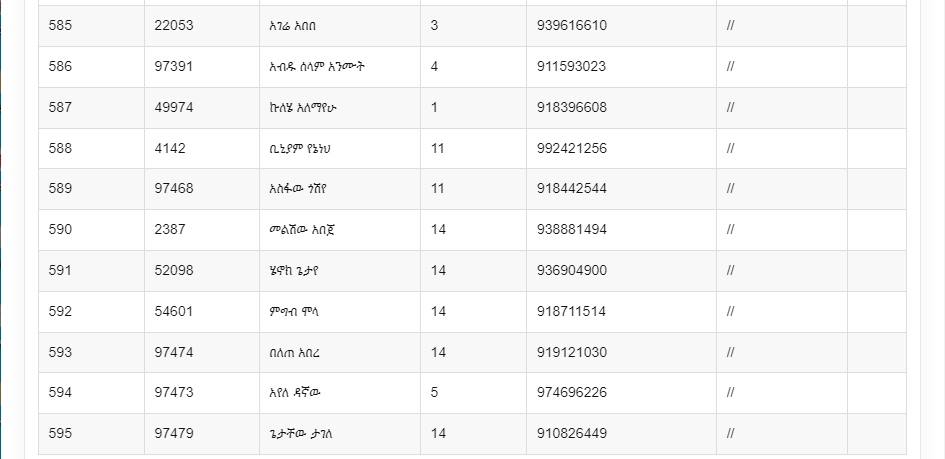 585 22053 አገሬ አበበ 3 939616610 //
586 97391 አብዱ ሰላም አንሙት 4 911593023 //
587 49974 ኩለሄ አለማየሁ 1 918396608 //
588 4142 ቢኒያም የኔነህ 11 992421256 //
589 97468 አስፋው ጎሽየ 11 918442544 //
590 2387 መልሽው አበጀ 14 938881494 //
591 52098 ሄኖክ ጌታየ 14 936904900 //
592 54601 ምግብ ሞላ 14 918711514 //
593 97474 በለጠ አበረ 14 919121030 //
594 97473 አየለ ዳኛው 5 974696226 //
595 97479 ጌታቸው ታገለ 14 910826449 //